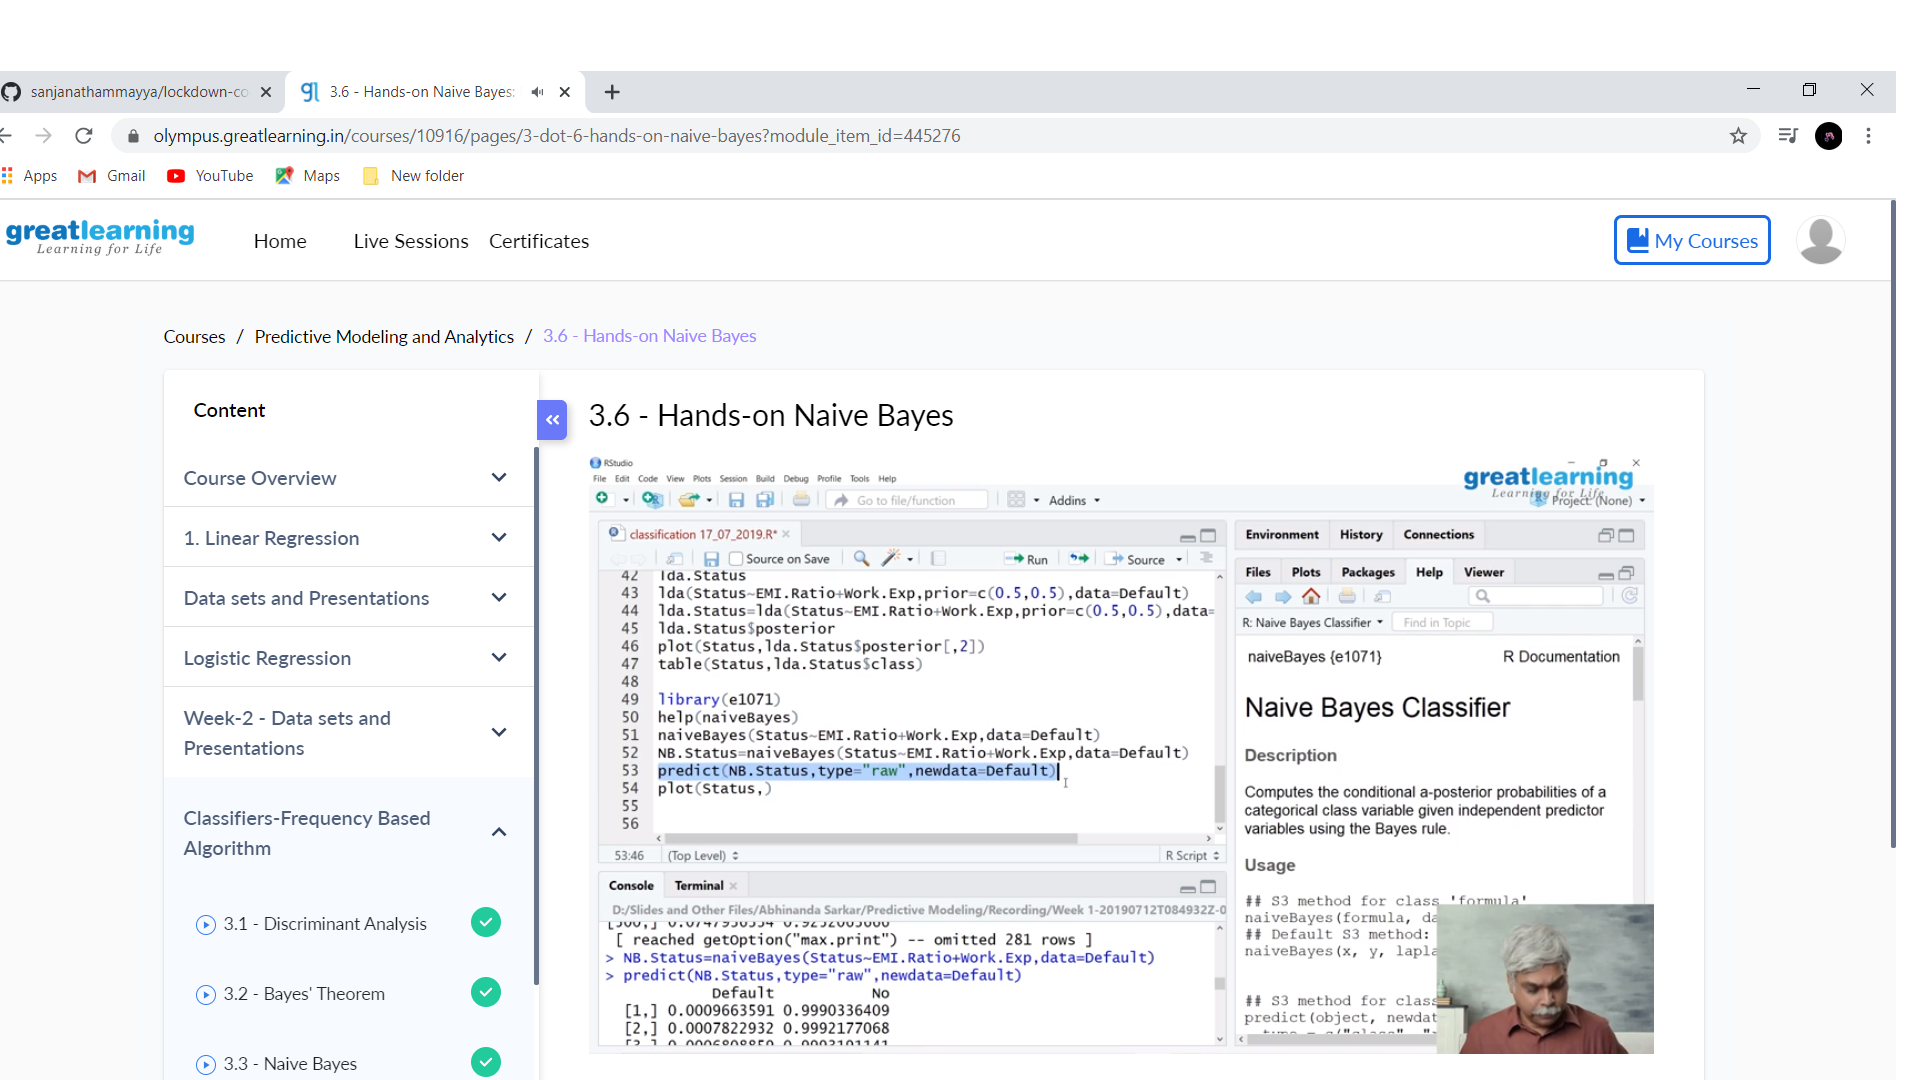 sanjanathammayya/lockdown-co
3.6 - Hands-on Naive Bayes:
olympus.greatlearning.in/courses/10916/pages/3-dot-6-hands-on-naive-bayes?module_item_id=445276
Apps Gmail YouTube Maps New folder
greatlearning
Learning for Life
Home Live Sessions Certificates
My Courses
Courses / Predictive Modeling and Analytics / 3.6 - Hands-on Naive Bayes
Content
Course Overview
1. Linear Regression
Data sets and Presentations
Logistic Regression
Week-2 - Data sets and
Presentations
Classifiers-Frequency Based
Algorithm
3.1 - Discriminant Analysis
3.2 - Bayes' Theorem
3.3 - Naive Bayes
3.6 - Hands-on Naive Bayes
RStudio
File Edit Code View Plots Session Build Debug Profile Tools Help
greatlearning
Learning for Life
Go to file/function Addins Project: (None)
classification 17_07_2019.R*
Source on Save Run Source
42 lda.Status
43 lda(Status~EMI.Ratio+Work.Exp,prior=c(0.5,0.5),data=Default)
44 lda.Status=lda(Status~EMI.Ratio+Work.Exp,prior=c(0.5,0.5),data=
45 lda.Status$posterior
46 plot(Status,lda.Status$posterior[,2])
47 table(Status,lda.Status$class)
48
49 library(e1071)
50 help(naiveBayes)
51 naiveBayes(Status~EMI.Ratio+Work.Exp,data=Default)
52 NB.Status=naiveBayes(Status~EMI.Ratio+Work.Exp,data=Default)
53 predict(NB.Status,type="raw",newdata=Default)
54 plot(Status,)
55
56
53:46 (Top Level) R Script
Console Terminal
D:/Slides and Other Files/Abhinanda Sarkar/Predictive Modeling/Recording/Week 1-20190712T084932Z-0
[ reached getOption("max.print") -- omitted 281 rows ]
> NB.Status=naiveBayes(Status~EMI.Ratio+Work.Exp,data=Default)
> predict(NB.Status,type="raw",newdata=Default)
Default No
[1,] 0.0009663591 0.9990336409
[2,] 0.0007822932 0.9992177068
Environment History Connections
Files Plots Packages Help Viewer
R: Naive Bayes Classifier Find in Topic
naiveBayes {e1071} R Documentation
Naive Bayes Classifier
Description
Computes the conditional a-posterior probabilities of a
categorical class variable given independent predictor
variables using the Bayes rule.
Usage
## S3 method for class 'formula'
naiveBayes(formula, da
## Default S3 method:
naiveBayes(x, y, lapla
## S3 method for class
predict(object, newdat